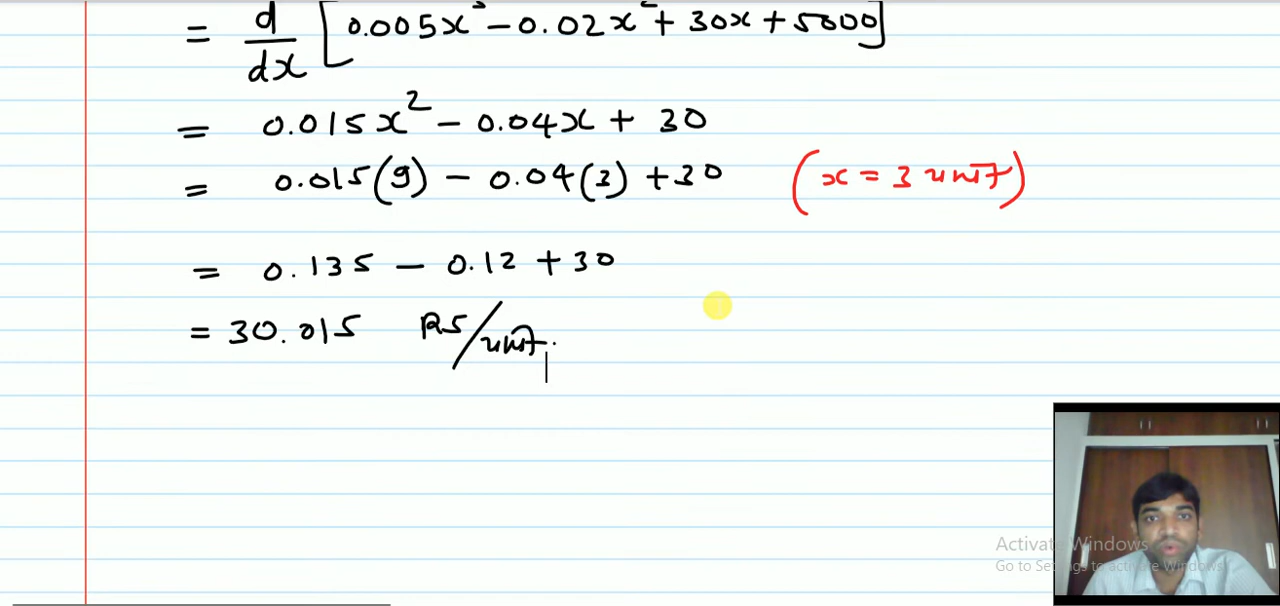 = d/dx [0.005x³ - 0.02x² + 30x + 5000]
= 0.015x² - 0.04x + 30
= 0.015(9) - 0.04(3) + 30 (x = 3 unit)
= 0.135 - 0.12 + 30
= 30.015 RS/unit.
Activate Windows
Go to Settings to activate Windows.